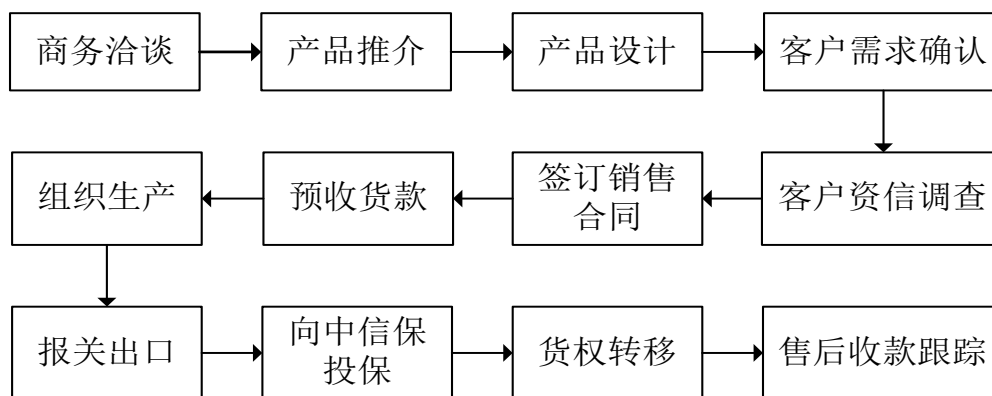 商务洽谈
产品推介
产品设计
客户需求确认
客户资信调查
签订销售
合同
预收货款
组织生产
报关出口
向中信保
投保
货权转移
售后收款跟踪